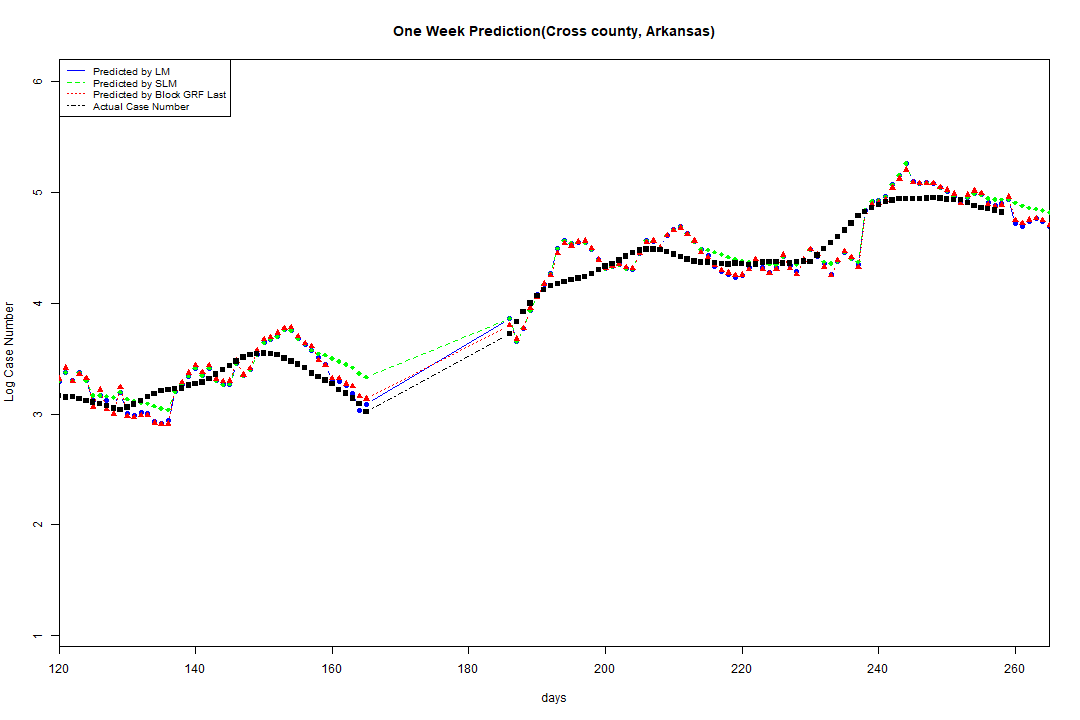 One Week Prediction(Cross county, Arkansas)
Predicted by LM
Predicted by SLM
Predicted by Block GRF Last
Actual Case Number
6
5
4
3
2
1
Log Case Number
120 140 160 180 200 220 240 260
days